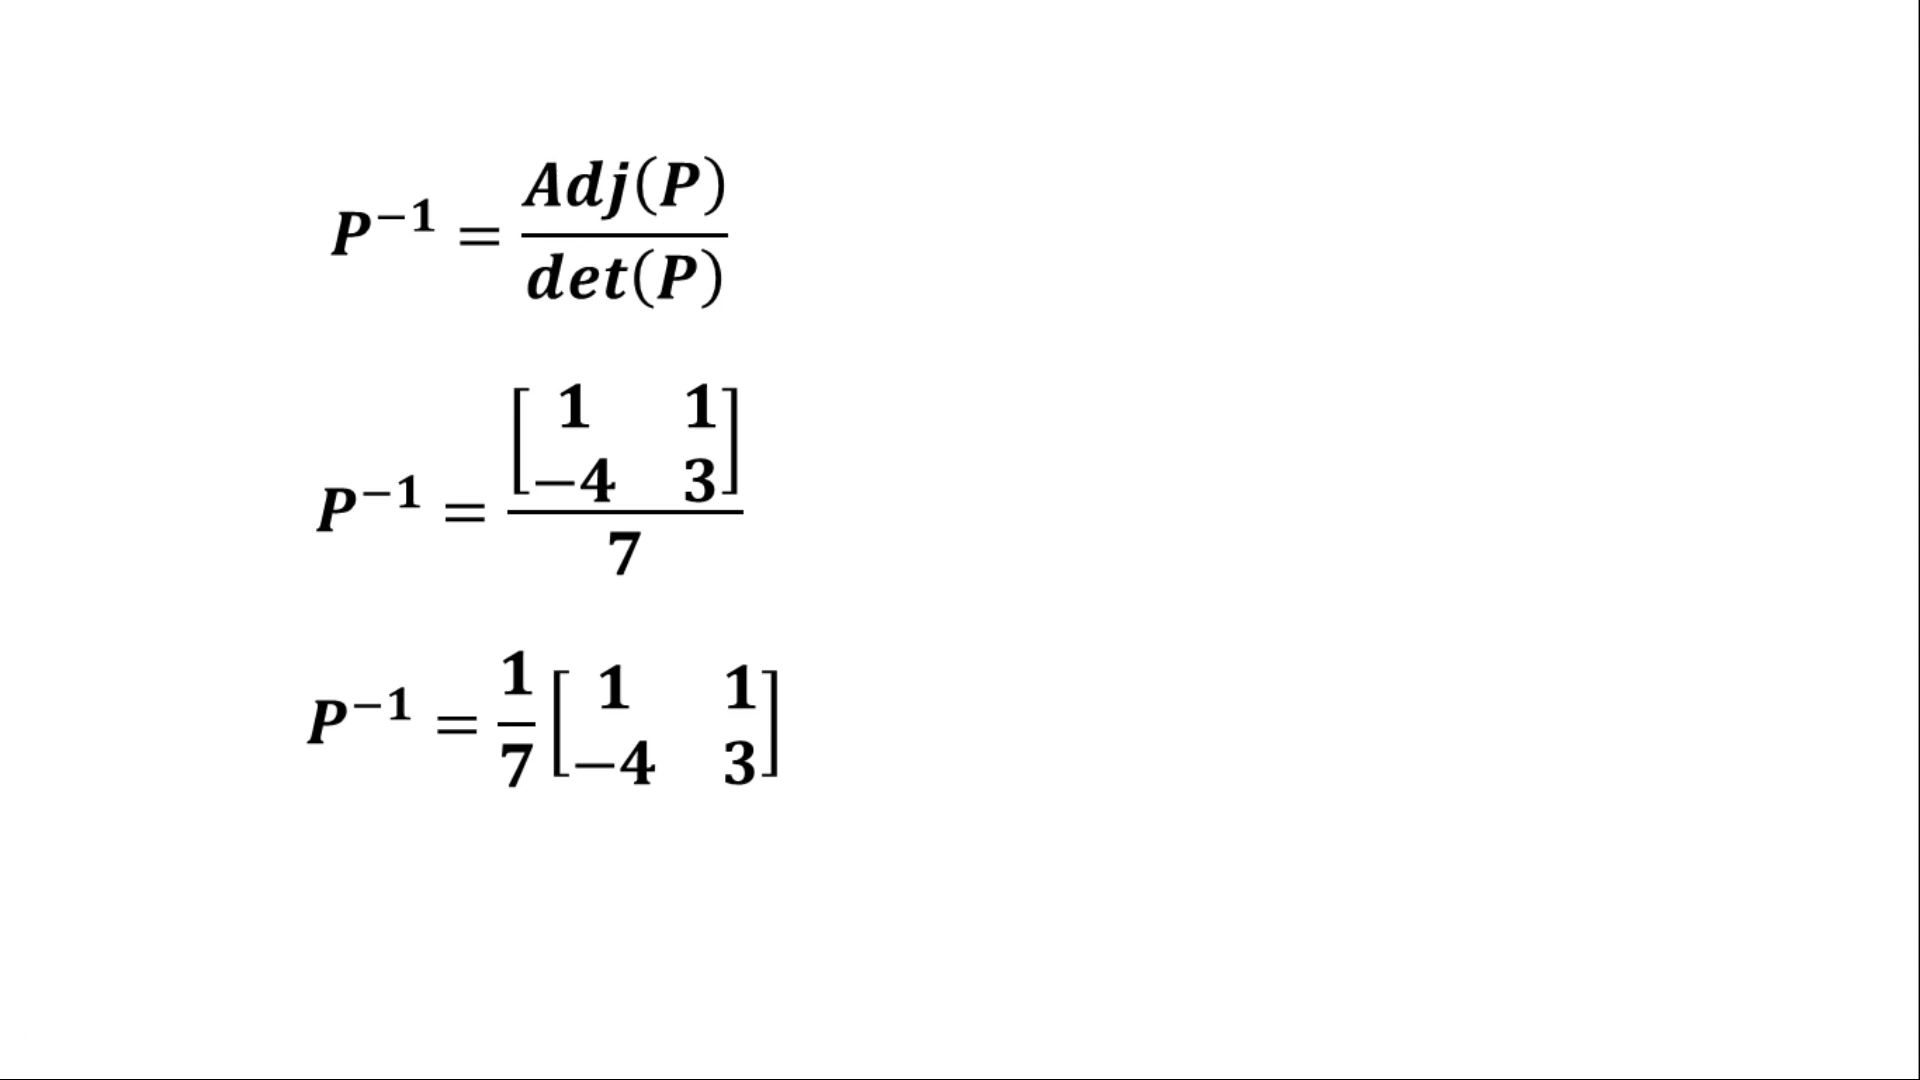 P⁻¹ = Adj(P) / det(P)
P⁻¹ = [1 1; −4 3] / 7
P⁻¹ = 1/7 [1 1; −4 3]